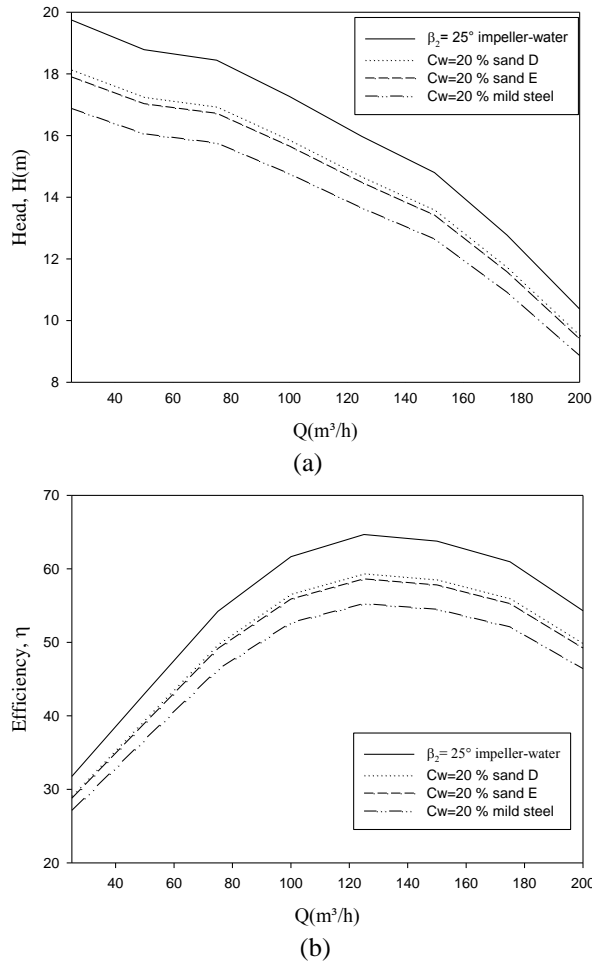 20
18
16
14
12
10
8
Head, H(m)
β₂= 25° impeller-water
Cw=20 % sand D
Cw=20 % sand E
Cw=20 % mild steel
40 60 80 100 120 140 160 180 200
Q(m³/h)
(a)
70
60
50
40
30
20
Efficiency, η
β₂= 25° impeller-water
Cw=20 % sand D
Cw=20 % sand E
Cw=20 % mild steel
40 60 80 100 120 140 160 180 200
Q(m³/h)
(b)